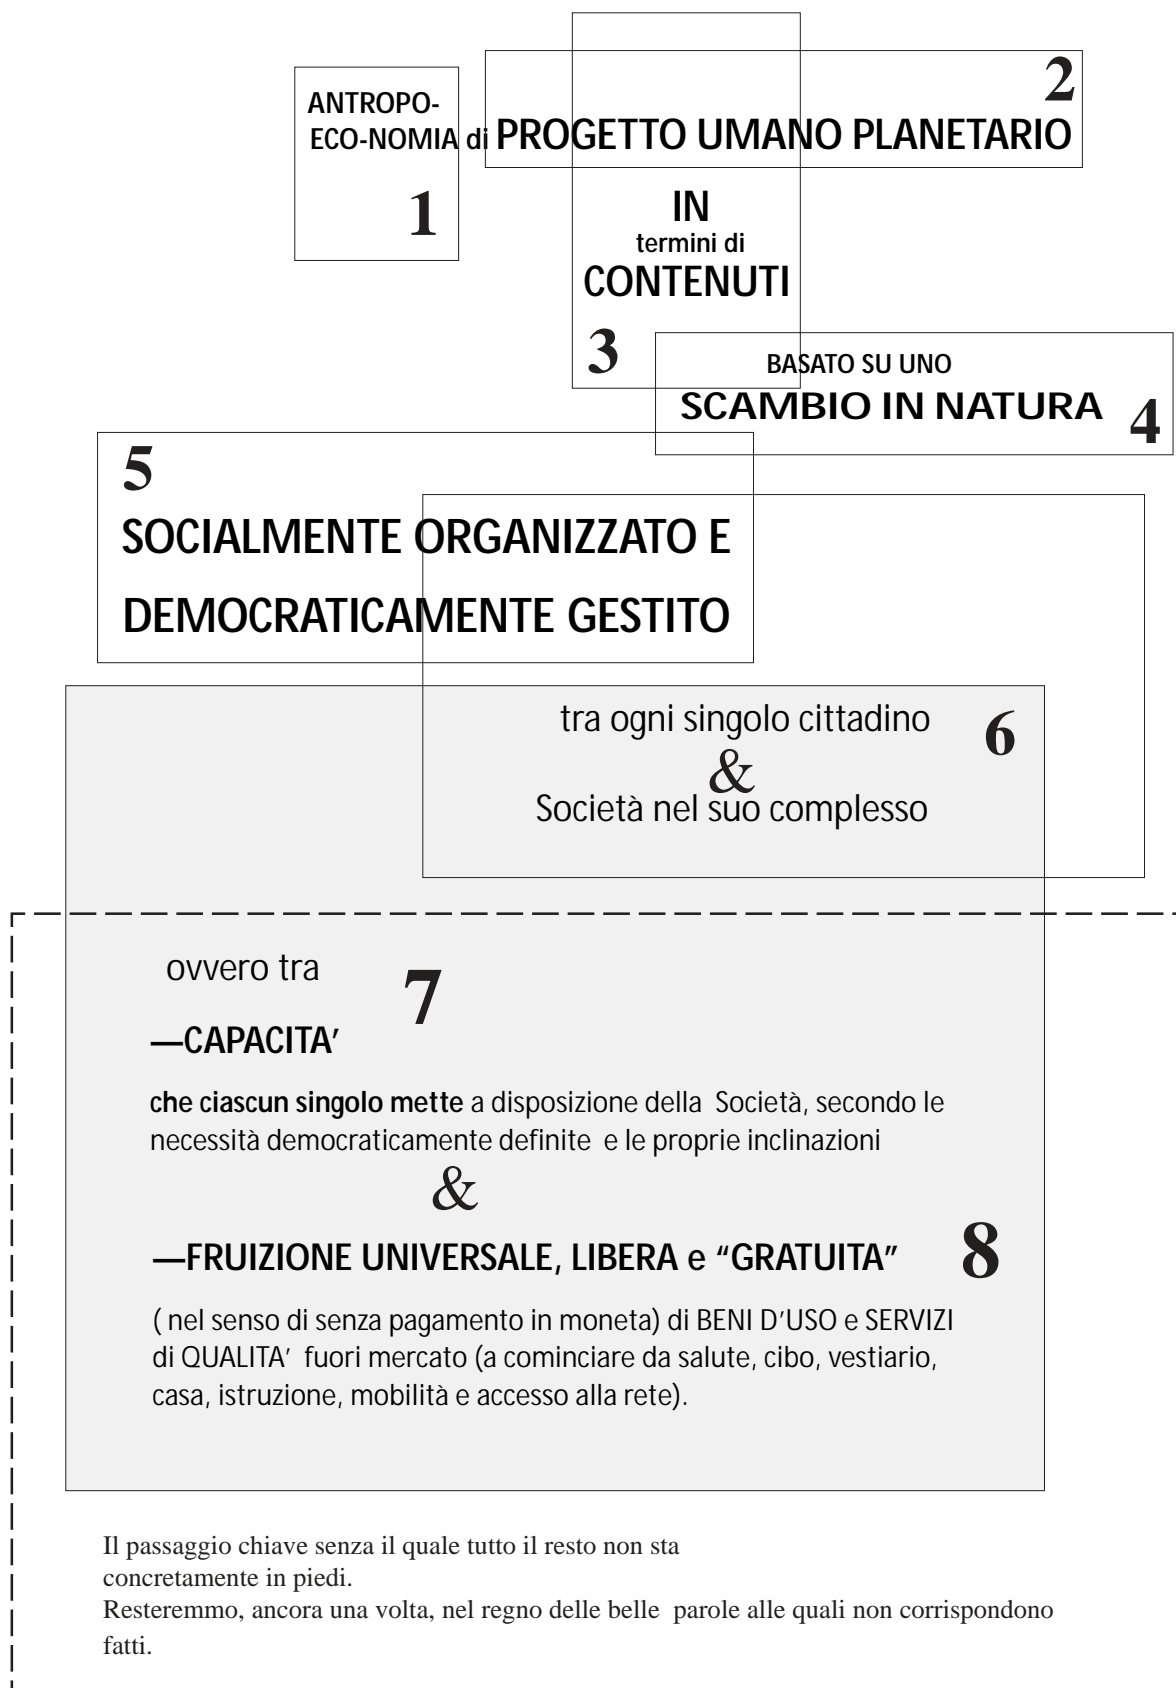 2
ANTROPO-
ECO-NOMIA di PROGETTO UMANO PLANETARIO
1
IN
termini di
CONTENUTI
3
BASATO SU UNO
SCAMBIO IN NATURA
4
5
SOCIALMENTE ORGANIZZATO E
DEMOCRATICAMENTE GESTITO
tra ogni singolo cittadino
6
&
Società nel suo complesso
ovvero tra
7
—CAPACITA'
che ciascun singolo mette a disposizione della Società, secondo le
necessità democraticamente definite e le proprie inclinazioni
&
—FRUIZIONE UNIVERSALE, LIBERA e “GRATUITA”
8
( nel senso di senza pagamento in moneta) di BENI D'USO e SERVIZI
di QUALITA' fuori mercato (a cominciare da salute, cibo, vestiario,
casa, istruzione, mobilità e accesso alla rete).
Il passaggio chiave senza il quale tutto il resto non sta
concretamente in piedi.
Resteremmo, ancora una volta, nel regno delle belle parole alle quali non corrispondono
fatti.